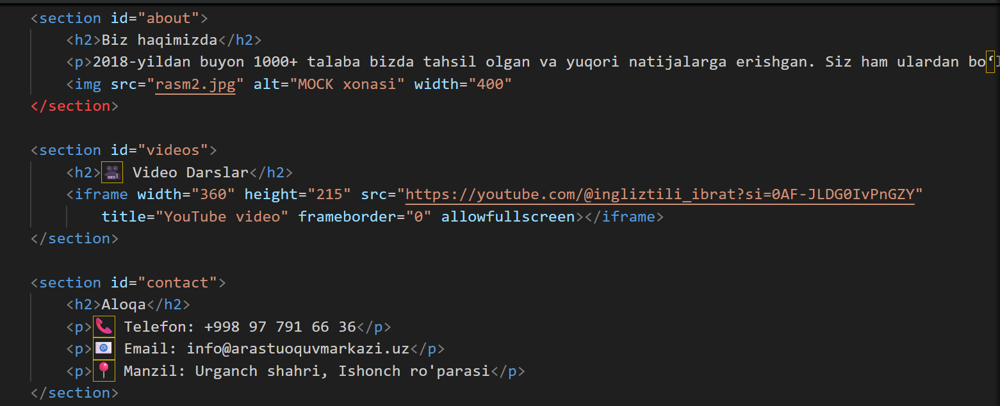 <section id="about">
<h2>Biz haqimizda</h2>
<p>2018-yildan buyon 1000+ talaba bizda tahsil olgan va yuqori natijalarga erishgan. Siz ham ulardan
<img src="rasm2.jpg" alt="MOCK xonasi" width="400"
</section>
<section id="videos">
<h2>🎥 Video Darslar</h2>
<iframe width="360" height="215" src="https://youtube.com/@ingliztili_ibrat?si=0AF-JLDG0IvPnGZY"
title="YouTube video" frameborder="0" allowfullscreen></iframe>
</section>
<section id="contact">
<h2>Aloqa</h2>
<p>📞 Telefon: +998 97 791 66 36</p>
<p>📧 Email: info@arastuoquvmarkazi.uz</p>
<p>📍 Manzil: Urganch shahri, Ishonch ro'parasi</p>
</section>